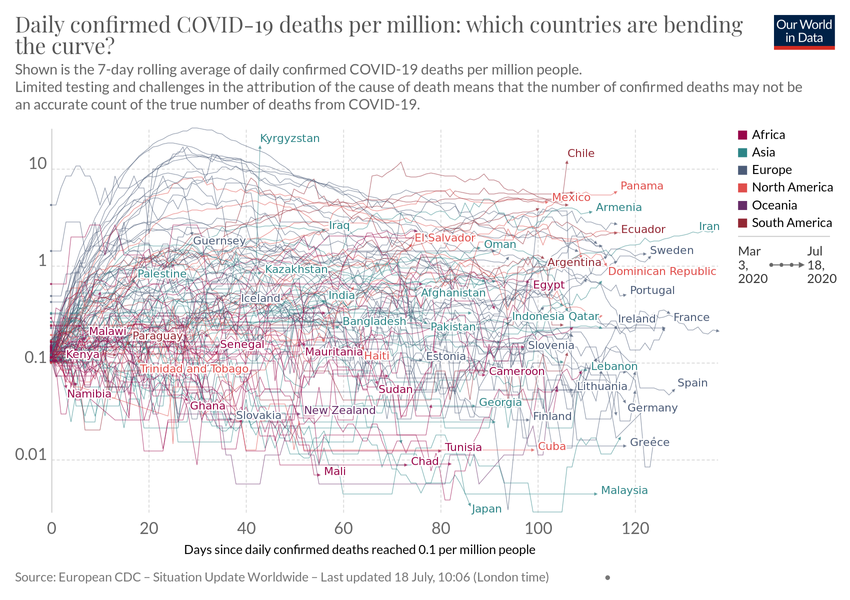 Daily confirmed COVID-19 deaths per million: which countries are bending
the curve?
Our World
in Data
Shown is the 7-day rolling average of daily confirmed COVID-19 deaths per million people.
Limited testing and challenges in the attribution of the cause of death means that the number of confirmed deaths may not be
an accurate count of the true number of deaths from COVID-19.
Kyrgyzstan
Africa
Chile
Asia
10
Europe
Panama
North America
Mexico
Armenia
Oceania
South America
Iraq
Ecuador
Iran
Guernsey
El Salvador
Oman
Sweden
Mar
3,
2020
Jul
18,
2020
1
Palestine
Kazakhstan
Argentina
Dominican Republic
Egypt
Portugal
Iceland
India
Afghanistan
Indonesia
Qatar
Ireland
France
Malawi
Paraguay
Bangladesh
Pakistan
Senegal
Slovenia
0.1
Kenya
Mauritania
Haiti
Estonia
Trinidad and Tobago
Cameroon
Lebanon
Namibia
Sudan
Lithuania
Spain
Ghana
Slovakia
New Zealand
Georgia
Finland
Germany
Tunisia
Cuba
Greece
0.01
Mali
Chad
Malaysia
Japan
0
20
40
60
80
100
120
Days since daily confirmed deaths reached 0.1 per million people
Source: European CDC – Situation Update Worldwide – Last updated 18 July, 10:06 (London time)